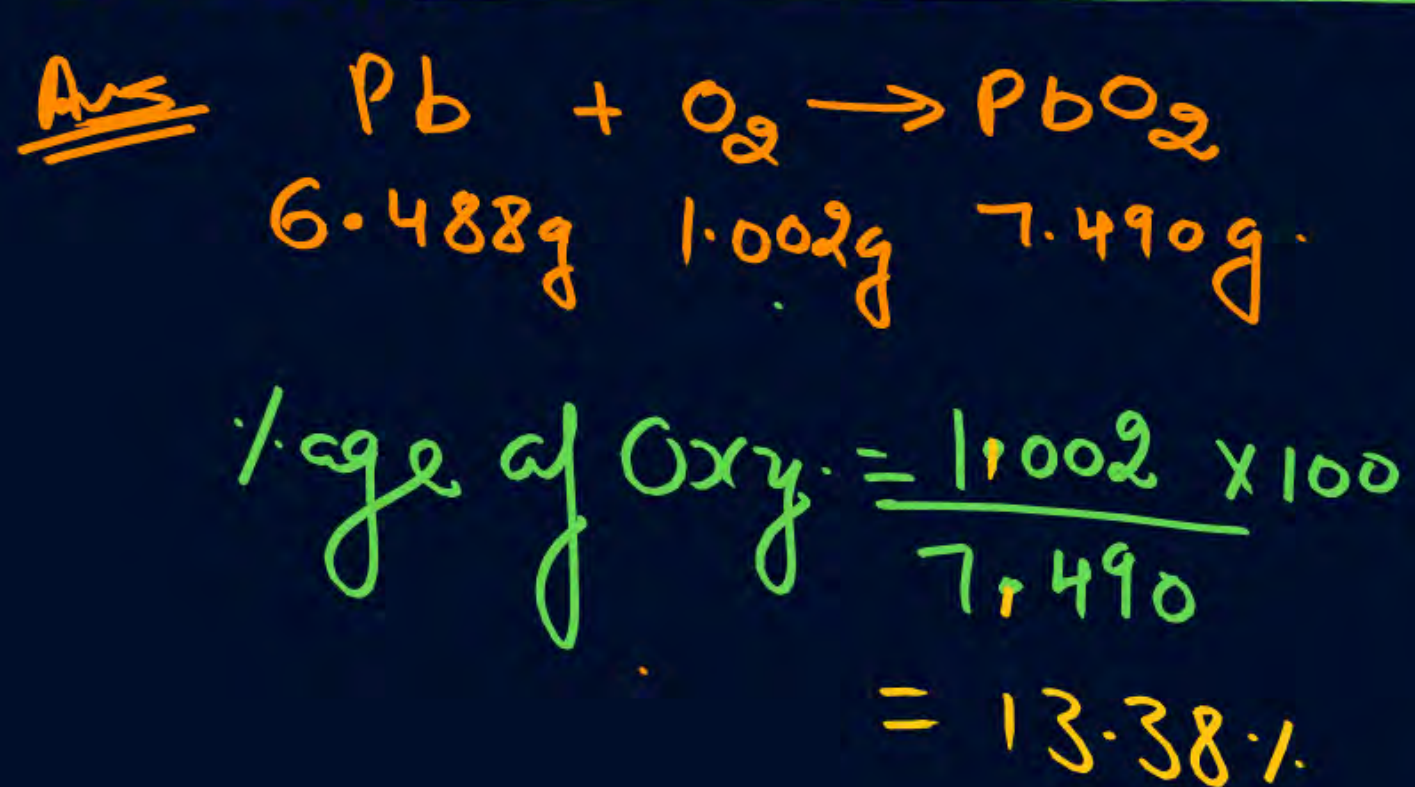 Ans Pb + O₂ → PbO₂
6.488g 1.002g 7.490g.
%age of Oxy. = 1.002 × 100
7.490
= 13.38%